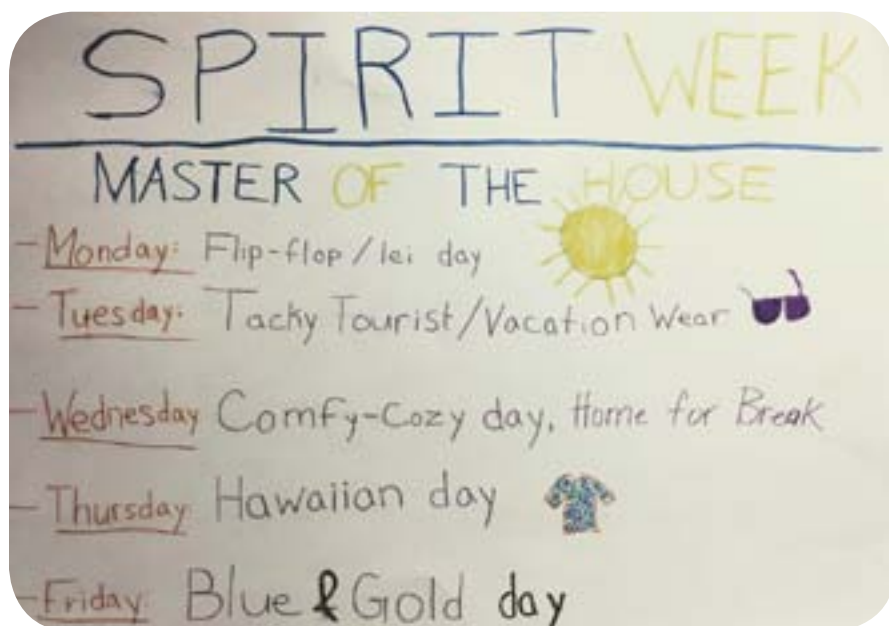 SPIRIT WEEK
MASTER OF THE HOUSE
- Monday: Flip-flop/lei day
- Tuesday: Tacky Tourist/Vacation Wear
- Wednesday Comfy-Cozy day, Home for Break
- Thursday Hawaiian day
- Friday: Blue & Gold day